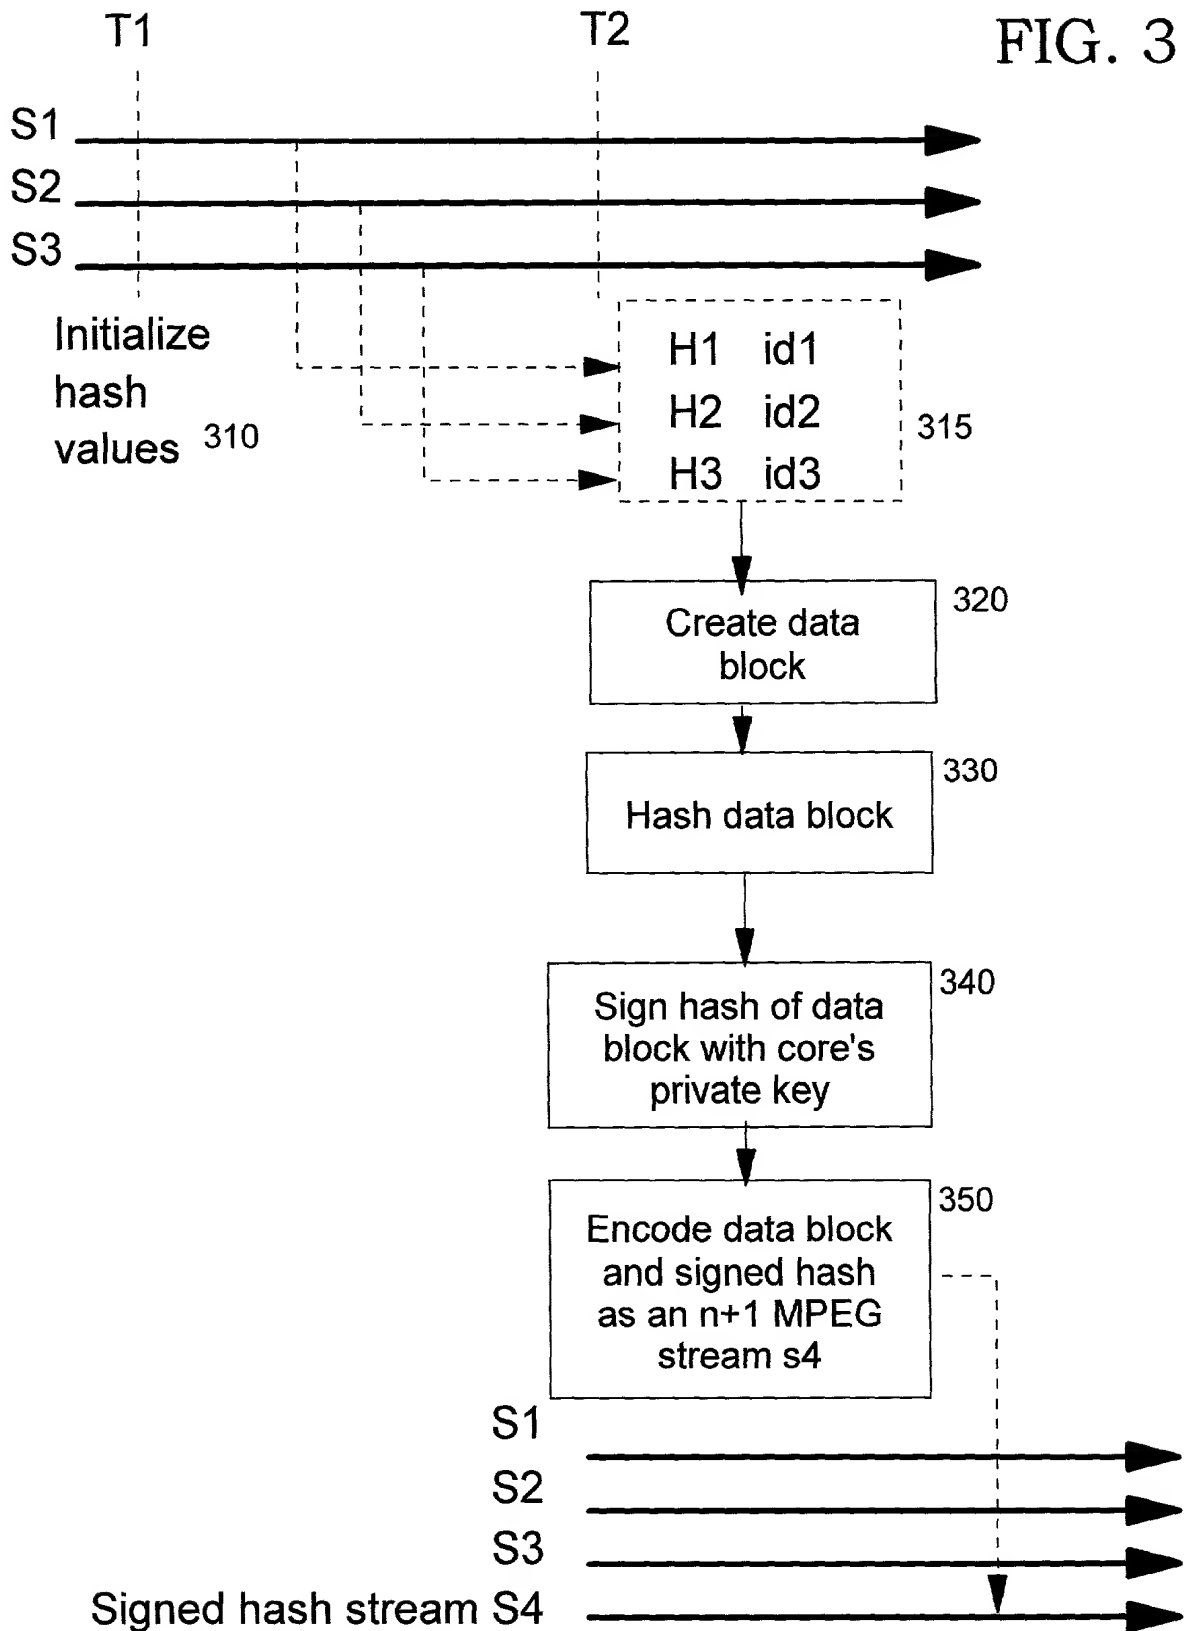 T1 T2 FIG. 3
S1
S2
S3
Initialize
hash
values 310
H1 id1
H2 id2
H3 id3
315
Create data
block
320
Hash data block
330
Sign hash of data
block with core's
private key
340
Encode data block
and signed hash
as an n+1 MPEG
stream s4
350
S1
S2
S3
Signed hash stream S4